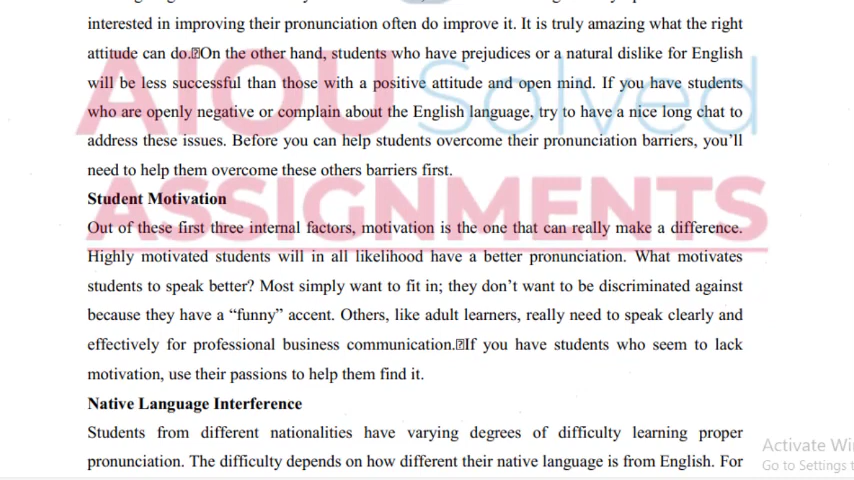 interested in improving their pronunciation often do improve it. It is truly amazing what the right
attitude can do. On the other hand, students who have prejudices or a natural dislike for English
will be less successful than those with a positive attitude and open mind. If you have students
who are openly negative or complain about the English language, try to have a nice long chat to
address these issues. Before you can help students overcome their pronunciation barriers, you’ll
need to help them overcome these others barriers first.
Student Motivation
Out of these first three internal factors, motivation is the one that can really make a difference.
Highly motivated students will in all likelihood have a better pronunciation. What motivates
students to speak better? Most simply want to fit in; they don’t want to be discriminated against
because they have a “funny” accent. Others, like adult learners, really need to speak clearly and
effectively for professional business communication. If you have students who seem to lack
motivation, use their passions to help them find it.
Native Language Interference
Students from different nationalities have varying degrees of difficulty learning proper
pronunciation. The difficulty depends on how different their native language is from English. For
AIOU Solved
ASSIGNMENTS
Activate Wi
Go to Settings t